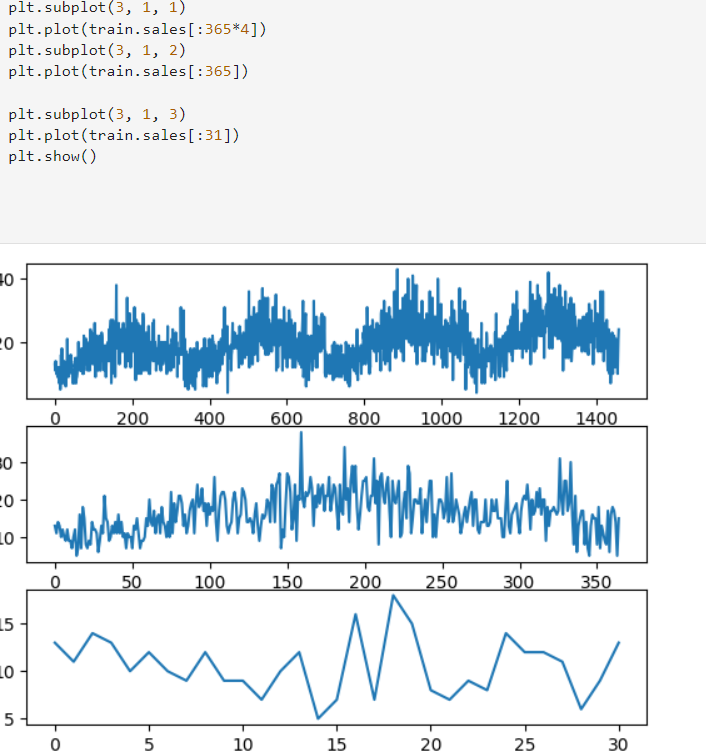 plt.subplot(3, 1, 1)
plt.plot(train.sales[:365*4])
plt.subplot(3, 1, 2)
plt.plot(train.sales[:365])
plt.subplot(3, 1, 3)
plt.plot(train.sales[:31])
plt.show()
40
20
0 200 400 600 800 1000 1200 1400
30
20
10
0 50 100 150 200 250 300 350
15
10
5
0 5 10 15 20 25 30